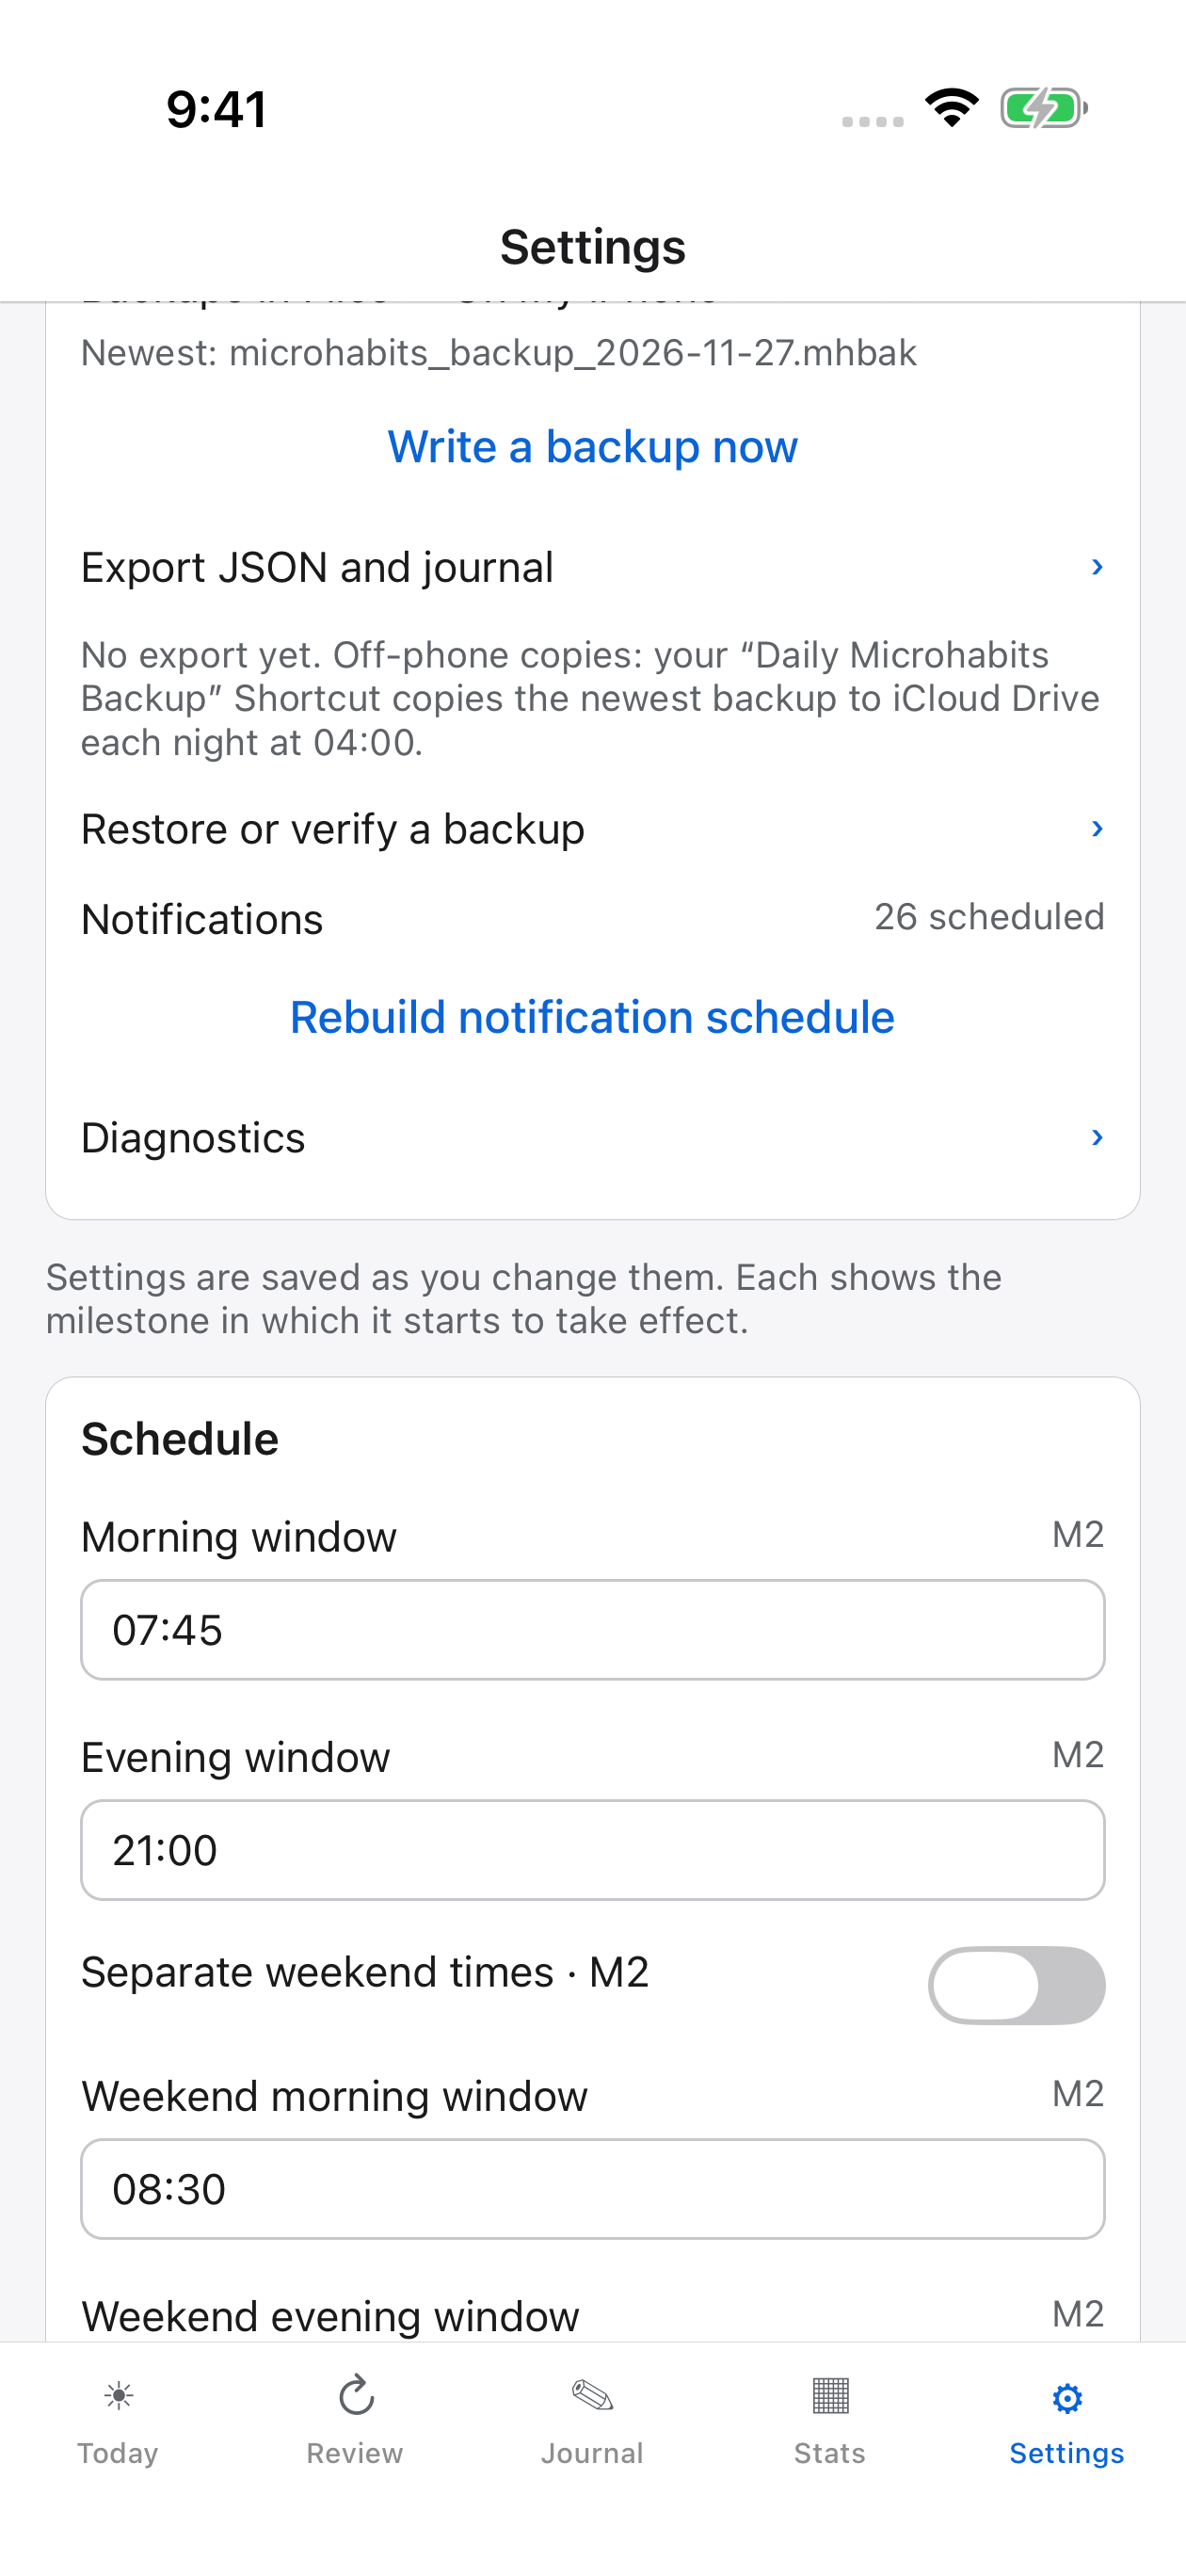 9:41
Settings
Newest: microhabits_backup_2026-11-27.mhbak
Write a backup now
Export JSON and journal
No export yet. Off-phone copies: your “Daily Microhabits
Backup” Shortcut copies the newest backup to iCloud Drive
each night at 04:00.
Restore or verify a backup
Notifications 26 scheduled
Rebuild notification schedule
Diagnostics
Settings are saved as you change them. Each shows the
milestone in which it starts to take effect.
Schedule
Morning window M2
07:45
Evening window M2
21:00
Separate weekend times · M2
Weekend morning window M2
08:30
Weekend evening window M2
Today Review Journal Stats Settings